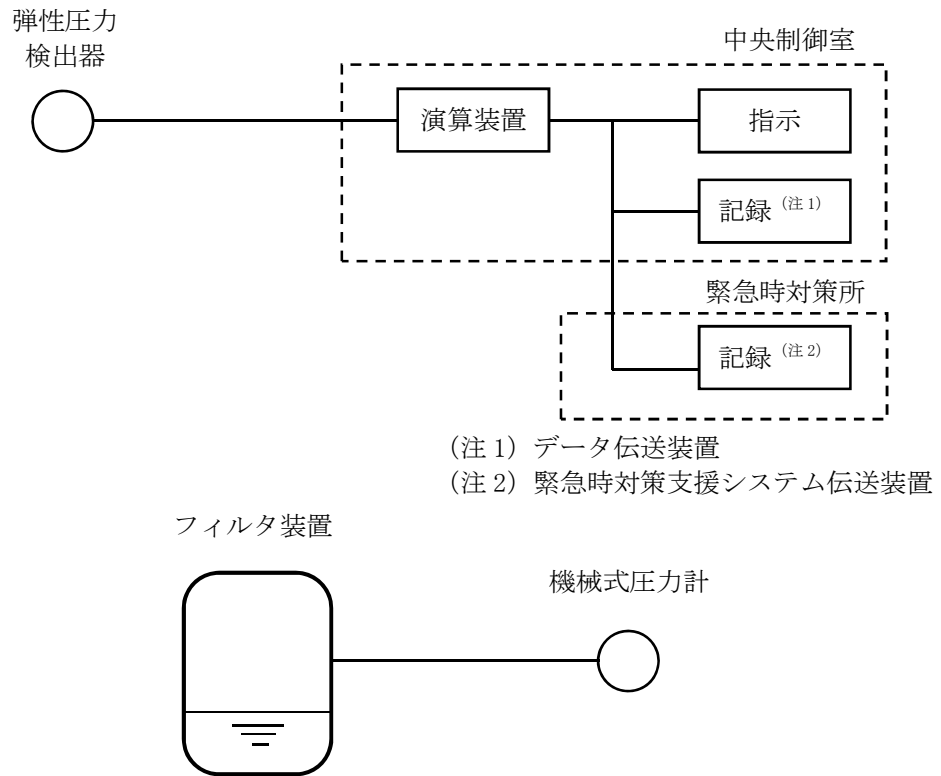 弾性圧力
検出器
中央制御室
演算装置
指示
記録（注1）
緊急時対策所
記録（注2）
（注1）データ伝送装置
（注2）緊急時対策支援システム伝送装置
フィルタ装置
機械式圧力計